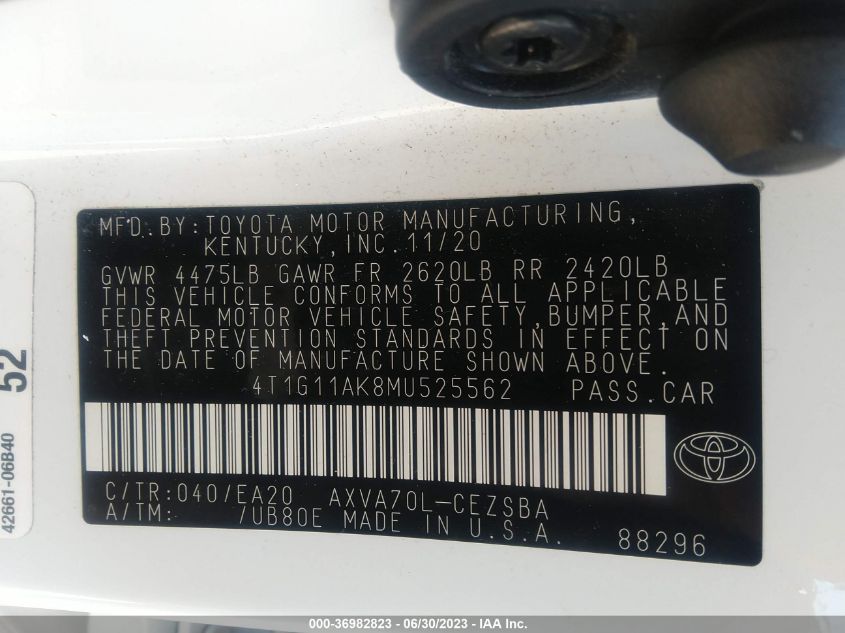 MFD.BY:TOYOTA MOTOR MANUFACTURING,
KENTUCKY,INC.11/20
GVWR 4475LB GAWR FR 2620LB RR 2420LB
THIS VEHICLE CONFORMS TO ALL APPLICABLE
FEDERAL MOTOR VEHICLE SAFETY,BUMPER,AND
THEFT PREVENTION STANDARDS IN EFFECT ON
THE DATE OF MANUFACTURE SHOWN ABOVE.
4T1G11AK8MU525562 PASS.CAR
C/TR:040/EA20 AXVA70L-CEZSBA
A/TM: /UB80E MADE IN U.S.A.
88296
52
42661-06B40
000-36982823 - 06/30/2023 - IAA Inc.